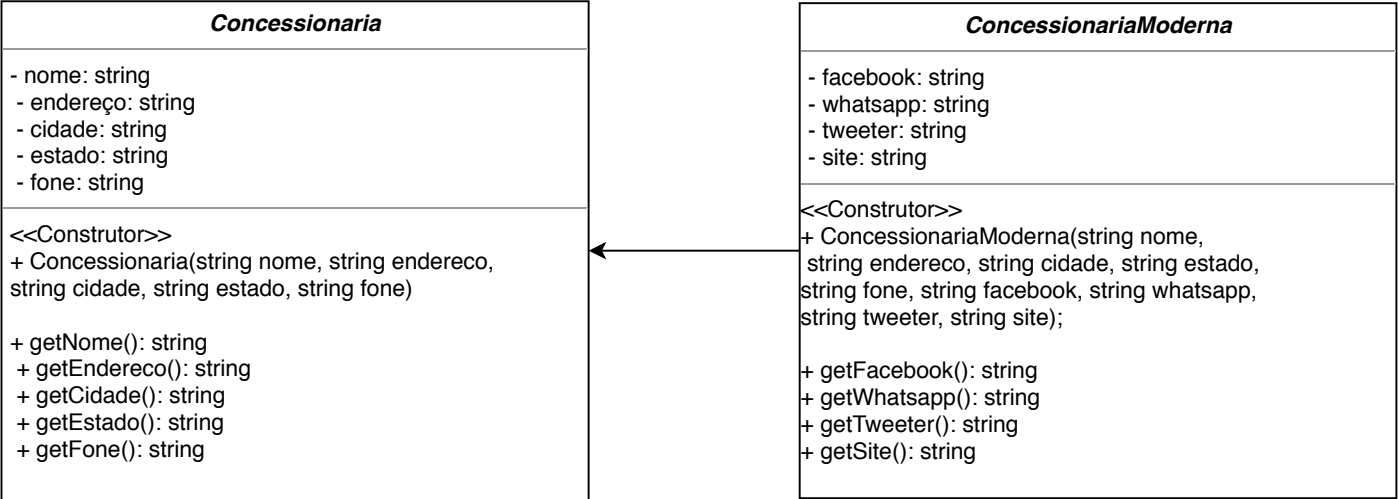 Concessionaria
- nome: string
- endereço: string
- cidade: string
- estado: string
- fone: string
<<Construtor>>
+ Concessionaria(string nome, string endereco,
string cidade, string estado, string fone)
+ getNome(): string
+ getEndereco(): string
+ getCidade(): string
+ getEstado(): string
+ getFone(): string
ConcessionariaModerna
- facebook: string
- whatsapp: string
- tweeter: string
- site: string
<<Construtor>>
+ ConcessionariaModerna(string nome,
string endereco, string cidade, string estado,
string fone, string facebook, string whatsapp,
string tweeter, string site);
+ getFacebook(): string
+ getWhatsapp(): string
+ getTweeter(): string
+ getSite(): string